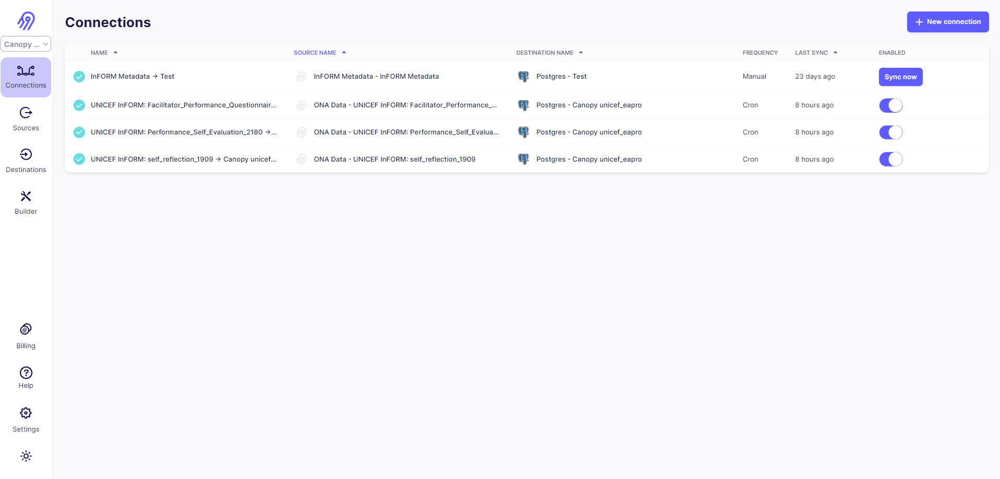 Connections
New connection
Canopy ...
Connections
Sources
Destinations
Builder
Billing
Help
Settings
NAME SOURCE NAME DESTINATION NAME FREQUENCY LAST SYNC ENABLED
InFORM Metadata → Test InFORM Metadata - InFORM Metadata Postgres - Test Manual 23 days ago Sync now
UNICEF InFORM: Facilitator_Performance_Questionnair... ONA Data - UNICEF InFORM: Facilitator_Performance_... Postgres - Canopy unicef_eapro Cron 8 hours ago
UNICEF InFORM: Performance_Self_Evaluation_2180 →... ONA Data - UNICEF InFORM: Performance_Self_Evalua... Postgres - Canopy unicef_eapro Cron 8 hours ago
UNICEF InFORM: self_reflection_1909 → Canopy unicef... ONA Data - UNICEF InFORM: self_reflection_1909 Postgres - Canopy unicef_eapro Cron 8 hours ago